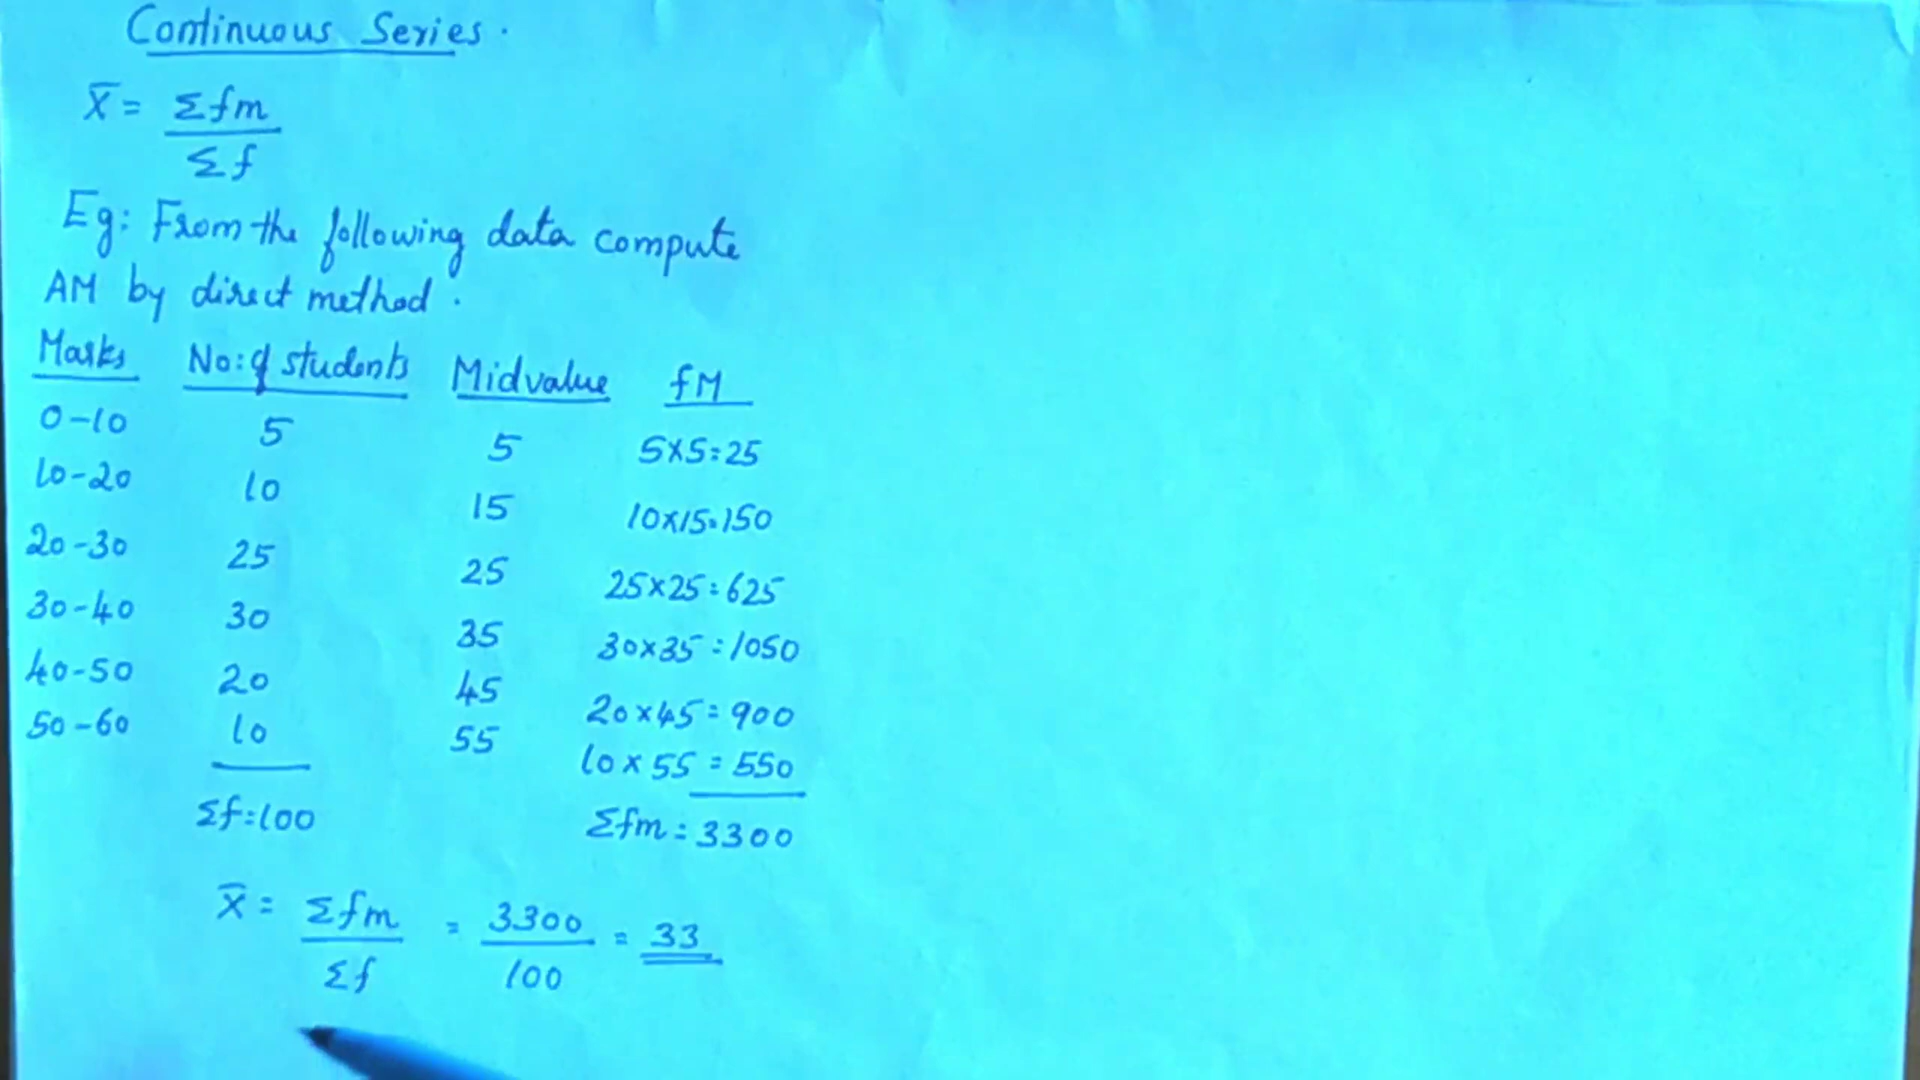 Continuous Series.
X̄ = Σfm
Σf
Eg: From the following data compute
AM by direct method.
Marks No: of students Midvalue fM
0-10 5 5 5×5=25
10-20 10 15 10×15=150
20-30 25 25 25×25=625
30-40 30 35 30×35=1050
40-50 20 45 20×45=900
50-60 10 55 10×55=550
Σf=100 Σfm=3300
X̄ = Σfm = 3300 = 33
Σf 100